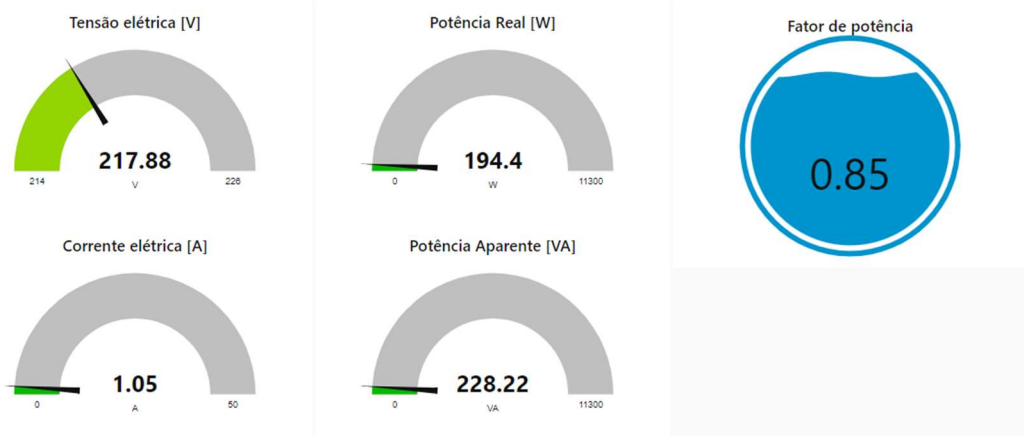 Tensão elétrica [V]
217.88
214
V
226
Potência Real [W]
194.4
0
W
11300
Fator de potência
0.85
Corrente elétrica [A]
1.05
0
A
50
Potência Aparente [VA]
228.22
0
VA
11300